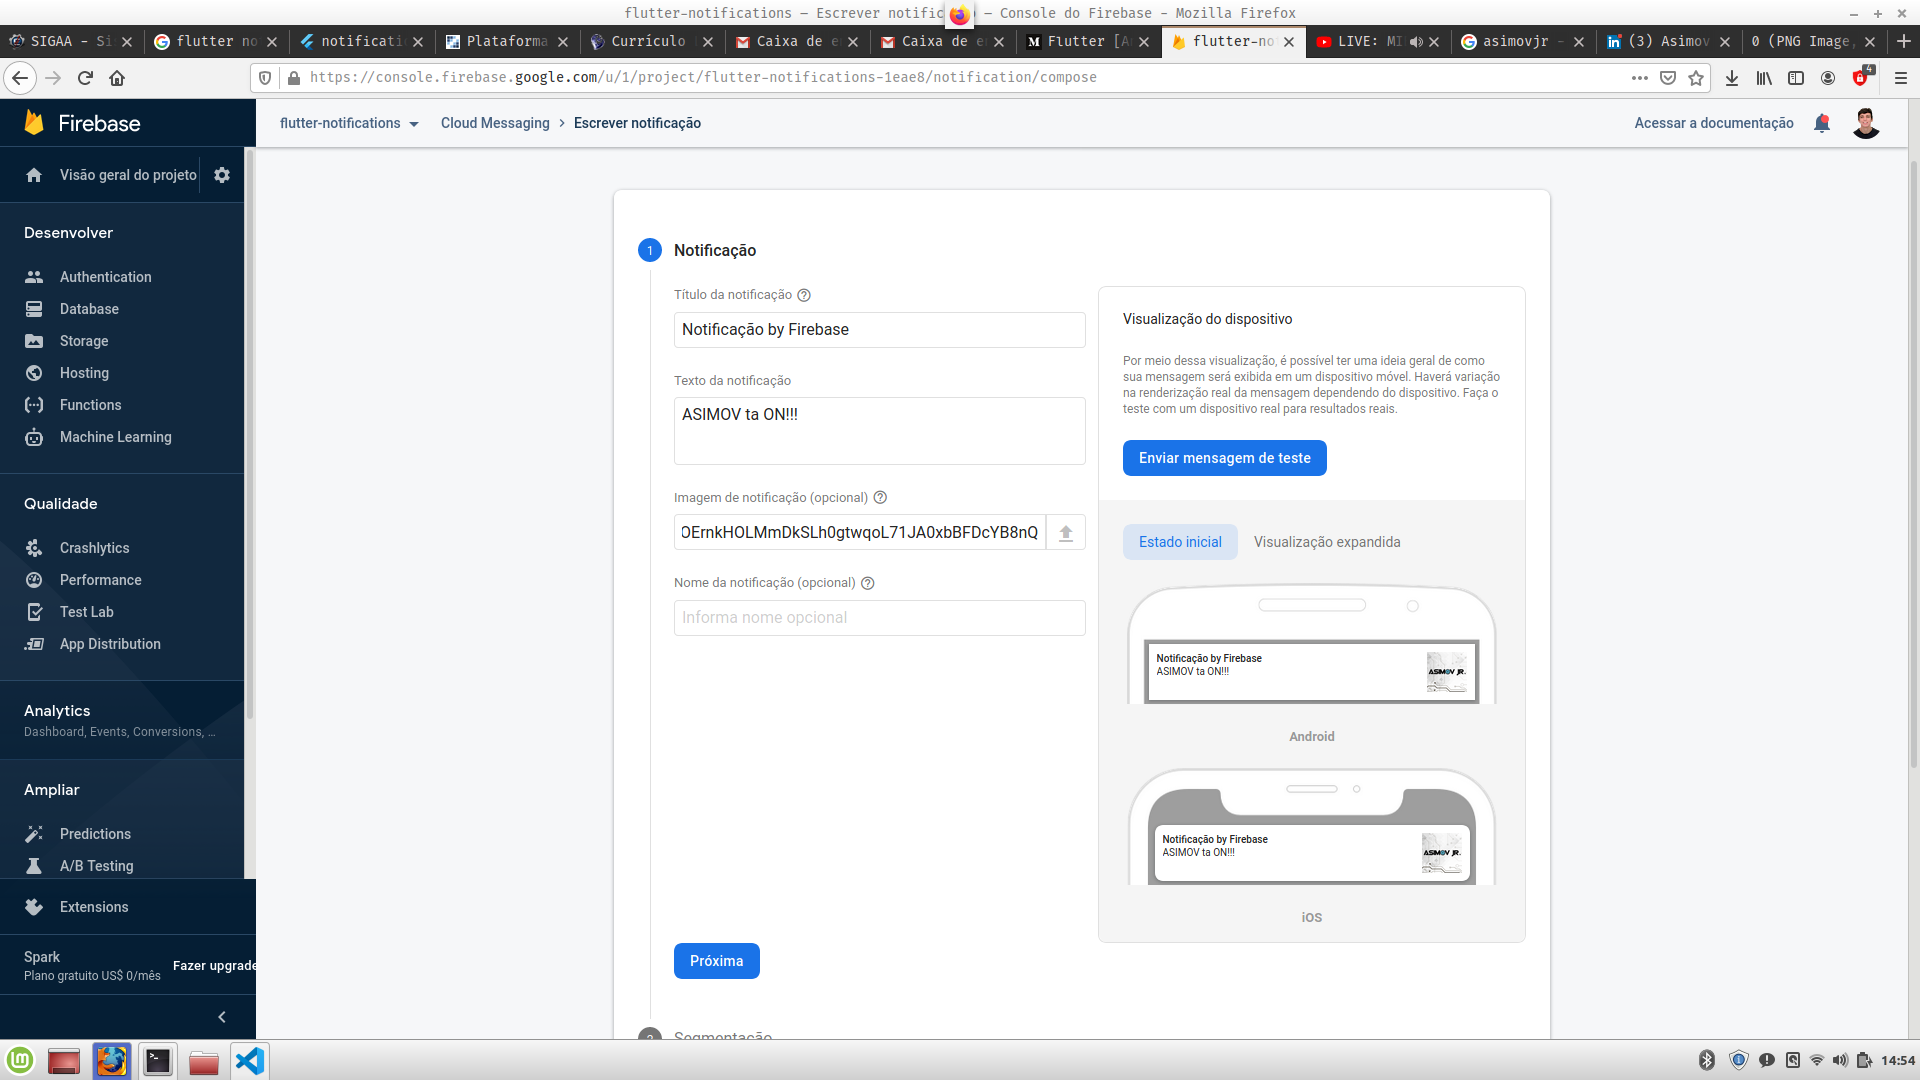 flutter-notifications – Escrever notific – Console do Firebase - Mozilla Firefox
SIGAA - Si
flutter no
notificati
Plataforma
Currículo
Caixa de e
Caixa de e
Flutter [A
flutter-no
LIVE: MI
asimovjr -
(3) Asimov
0 (PNG Image,
https://console.firebase.google.com/u/1/project/flutter-notifications-1eae8/notification/compose
4
Firebase
flutter-notifications
Cloud Messaging
Escrever notificação
Acessar a documentação
Visão geral do projeto
Desenvolver
Authentication
Database
Storage
Hosting
Functions
Machine Learning
Qualidade
Crashlytics
Performance
Test Lab
App Distribution
Analytics
Dashboard, Events, Conversions, ...
Ampliar
Predictions
A/B Testing
Extensions
Spark
Plano gratuito US$ 0/mês
Fazer upgrade
1
Notificação
Título da notificação
Notificação by Firebase
Texto da notificação
ASIMOV ta ON!!!
Imagem de notificação (opcional)
OErnkHOLMmDkSLh0gtwqoL71JA0xbBFDcYB8nQ
Nome da notificação (opcional)
Informa nome opcional
Próxima
2
Segmentação
Visualização do dispositivo
Por meio dessa visualização, é possível ter uma ideia geral de como
sua mensagem será exibida em um dispositivo móvel. Haverá variação
na renderização real da mensagem dependendo do dispositivo. Faça o
teste com um dispositivo real para resultados reais.
Enviar mensagem de teste
Estado inicial
Visualização expandida
Notificação by Firebase
ASIMOV ta ON!!!
ASIMOV JR.
Android
Notificação by Firebase
ASIMOV ta ON!!!
ASIMOV JR.
iOS
14:54